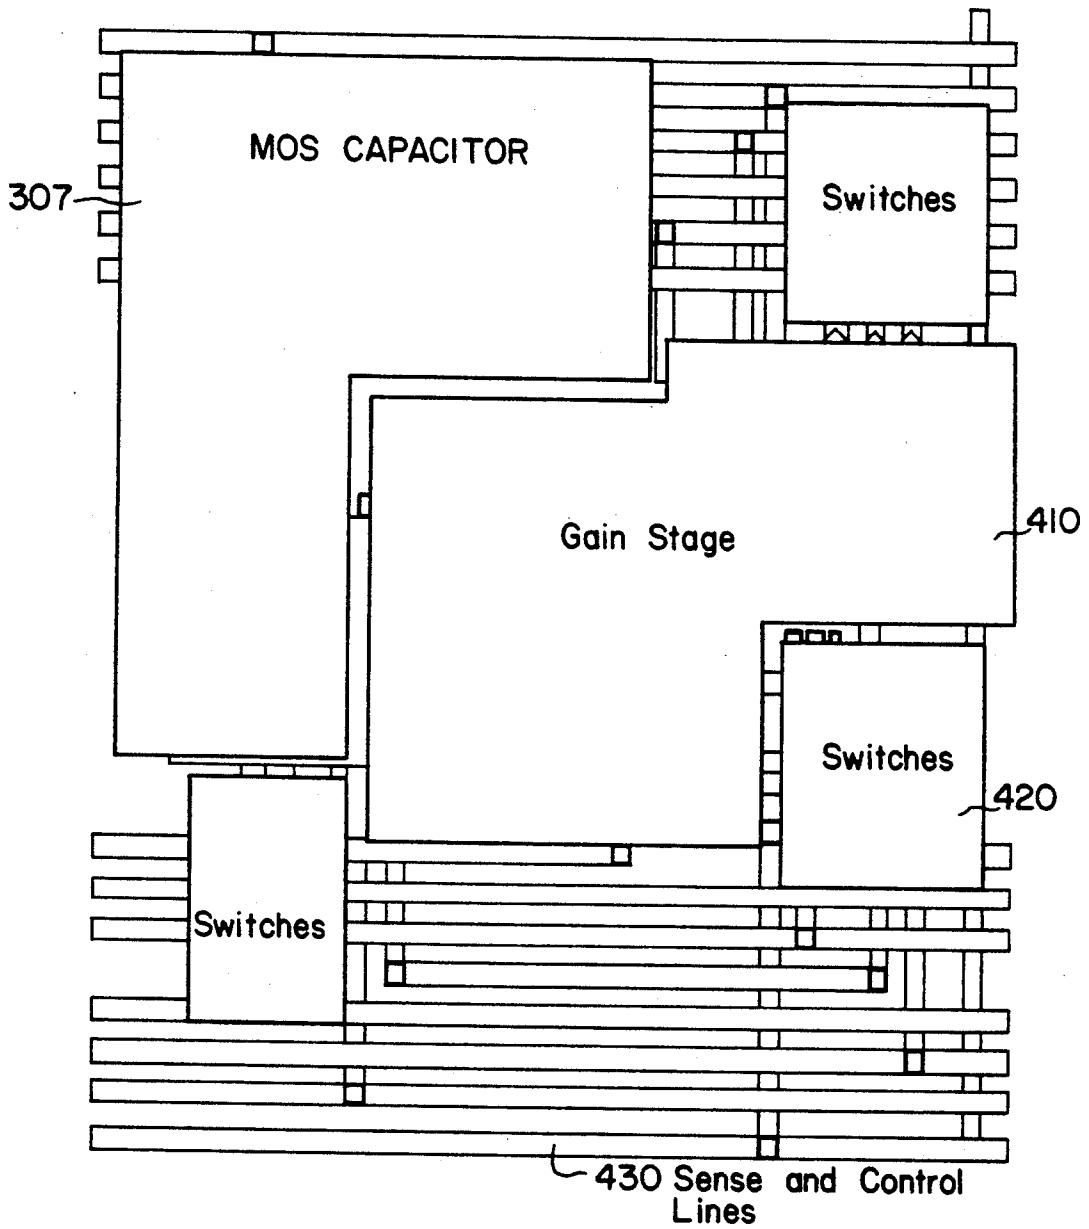 MOS CAPACITOR
307
Switches
Gain Stage
410
Switches
420
Switches
430 Sense and Control
Lines